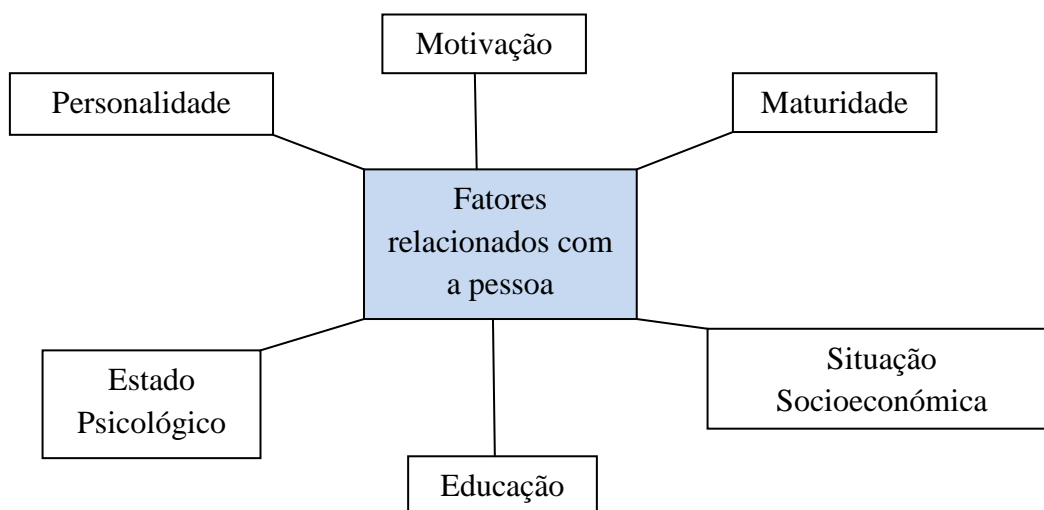 Motivação
Personalidade
Maturidade
Fatores
relacionados com
a pessoa
Estado
Psicológico
Situação
Socioeconómica
Educação